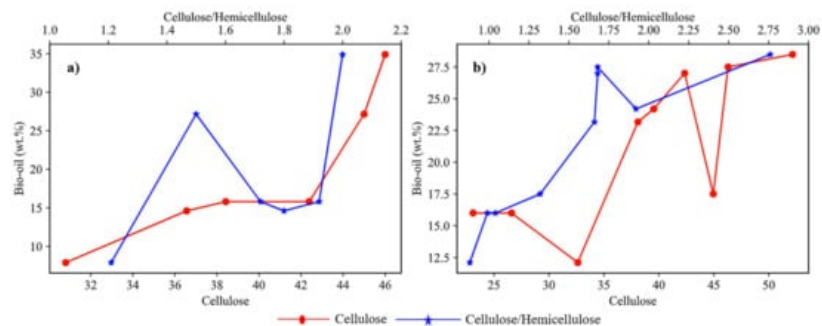 Cellulose/Hemicellulose
1.0 1.2 1.4 1.6 1.8 2.0 2.2
a)
Bio-oil (wt.%)
35
30
25
20
15
10
32 34 36 38 40 42 44 46
Cellulose
Cellulose/Hemicellulose
1.00 1.25 1.50 1.75 2.00 2.25 2.50 2.75 3.00
b)
Bio-oil (wt.%)
27.5
25.0
22.5
20.0
17.5
15.0
12.5
25 30 35 40 45 50
Cellulose
Cellulose Cellulose/Hemicellulose